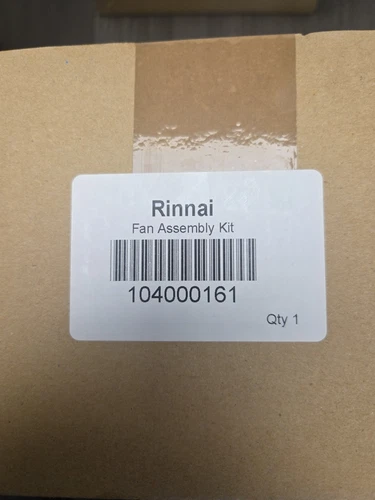 Rinnai
Fan Assembly Kit
104000161
Qty 1